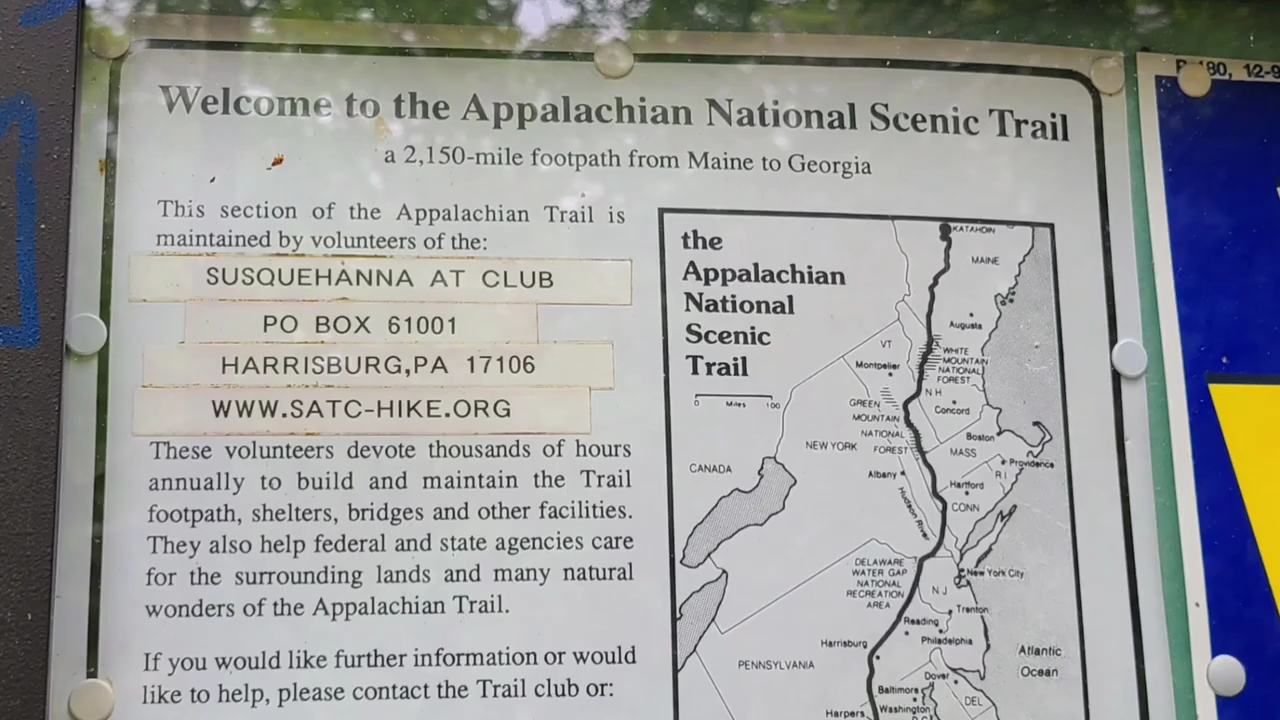 Welcome to the Appalachian National Scenic Trail
a 2,150-mile footpath from Maine to Georgia
This section of the Appalachian Trail is
maintained by volunteers of the:
SUSQUEHANNA AT CLUB
PO BOX 61001
HARRISBURG,PA 17106
WWW.SATC-HIKE.ORG
These volunteers devote thousands of hours
annually to build and maintain the Trail
footpath, shelters, bridges and other facilities.
They also help federal and state agencies care
for the surrounding lands and many natural
wonders of the Appalachian Trail.
If you would like further information or would
like to help, please contact the Trail club or:
the
Appalachian
National
Scenic
Trail
0 Miles 100
KATAHDIN
MAINE
Augusta
VT
Montpelier
WHITE
MOUNTAIN
NATIONAL
FOREST
N H
Concord
GREEN
MOUNTAIN
NATIONAL
FOREST
NEW YORK
Boston
MASS
Providence
R I
CANADA
Albany
Hartford
CONN
Hudson River
DELAWARE
WATER GAP
NATIONAL
RECREATION
AREA
New York City
N J
Trenton
Reading
Philadelphia
Harrisburg
PENNSYLVANIA
Atlantic
Ocean
Dover
Baltimore
DEL
Washington
Harpers
80, 12-9